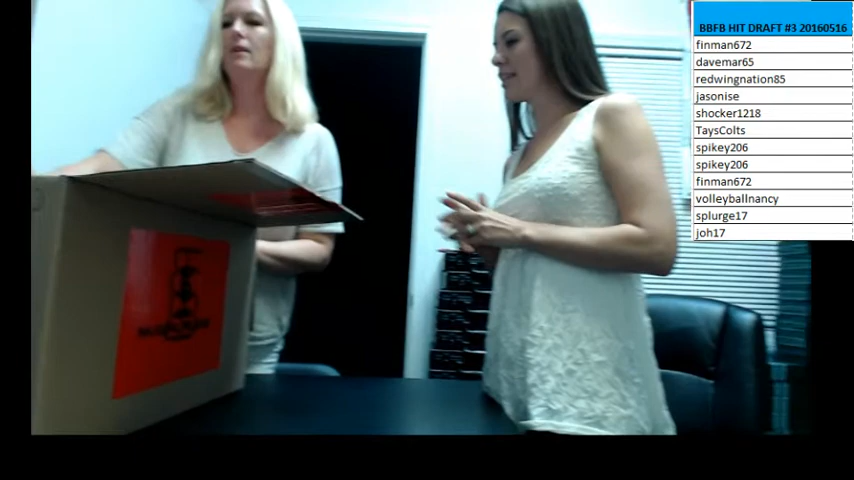 BBFB HIT DRAFT #3 20160516
finman672
davemar65
redwingnation85
jasonise
shocker1218
TaysColts
spikey206
spikey206
finman672
volleyballnancy
splurge17
joh17